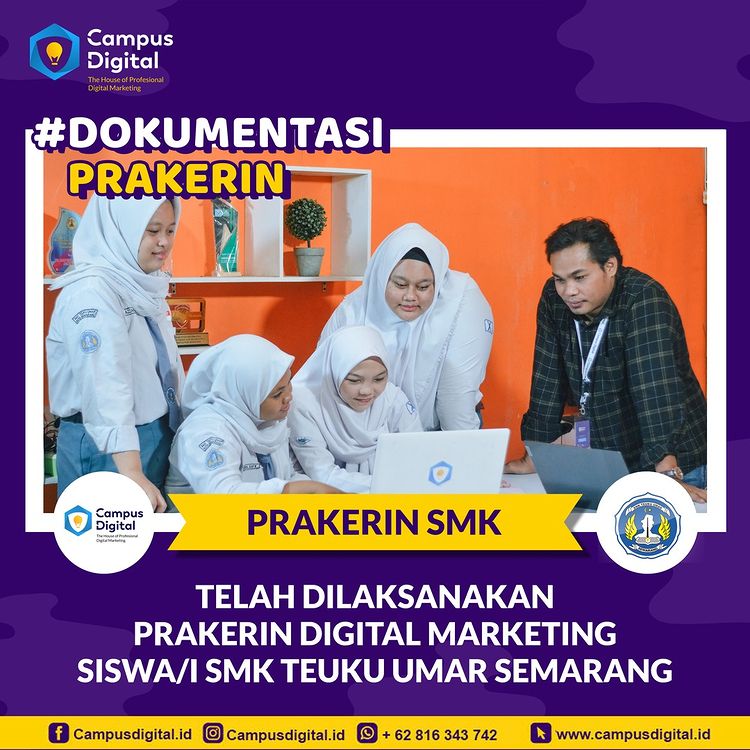 Campus
Digital
The House of Profesional
Digital Marketing
#DOKUMENTASI
PRAKERIN
Campus
Digital
The House of Profesional
Digital Marketing
PRAKERIN SMK
SEMARANG
TELAH DILAKSANAKAN
PRAKERIN DIGITAL MARKETING
SISWA/I SMK TEUKU UMAR SEMARANG
Campusdigital.id
Campusdigital.id
+ 62 816 343 742
www.campusdigital.id